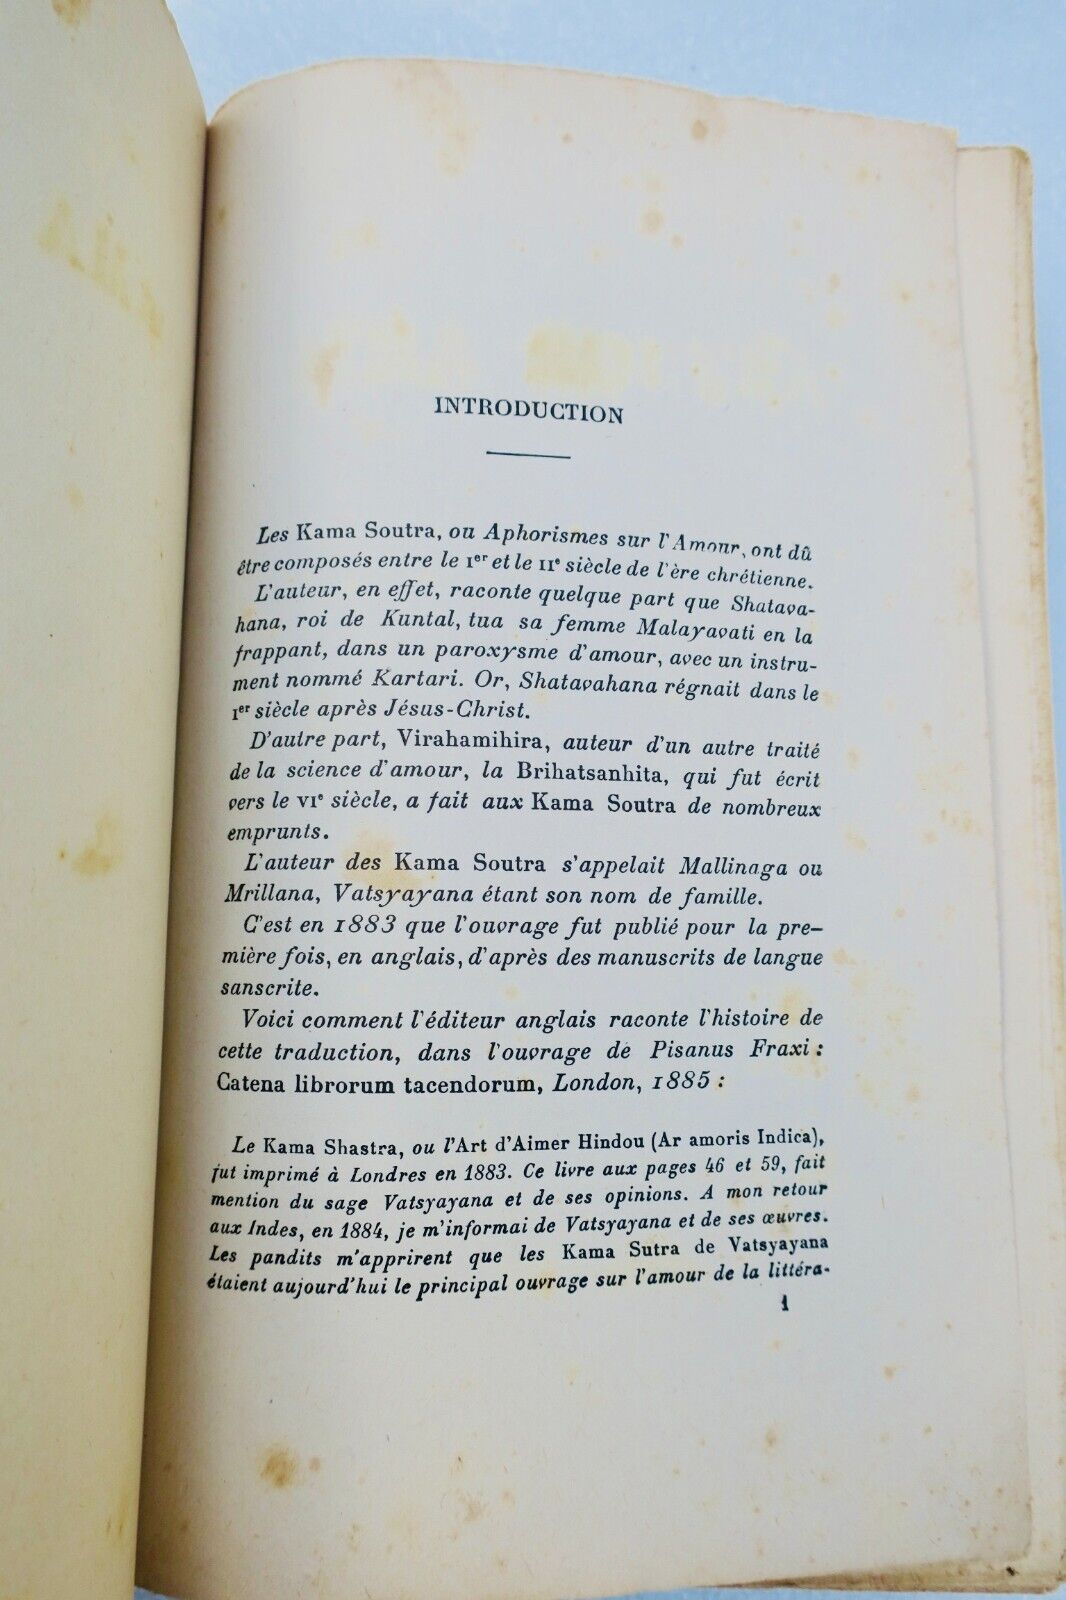 INTRODUCTION
Les Kama Soutra, ou Aphorismes sur l'Amour, ont dû
être composés entre le Ier et le IIe siècle de l'ère chrétienne.
L'auteur, en effet, raconte quelque part que Shatava-
hana, roi de Kuntal, tua sa femme Malayavati en la
frappant, dans un paroxysme d'amour, avec un instru-
ment nommé Kartari. Or, Shatavahana régnait dans le
Ier siècle après Jésus-Christ.
D'autre part, Virahamihira, auteur d'un autre traité
de la science d'amour, la Brihatsanhita, qui fut écrit
vers le VIe siècle, a fait aux Kama Soutra de nombreux
emprunts.
L'auteur des Kama Soutra s'appelait Mallinaga ou
Mrillana, Vatsyayana étant son nom de famille.
C'est en 1883 que l'ouvrage fut publié pour la pre-
mière fois, en anglais, d'après des manuscrits de langue
sanscrite.
Voici comment l'éditeur anglais raconte l'histoire de
cette traduction, dans l'ouvrage de Pisanus Fraxi :
Catena librorum tacendorum, London, 1885 :
Le Kama Shastra, ou l'Art d'Aimer Hindou (Ar amoris Indica),
fut imprimé à Londres en 1883. Ce livre aux pages 46 et 59, fait
mention du sage Vatsyayana et de ses opinions. A mon retour
aux Indes, en 1884, je m'informai de Vatsyayana et de ses œuvres.
Les pandits m'apprirent que les Kama Sutra de Vatsyayana
étaient aujourd'hui le principal ouvrage sur l'amour de la littéra-
1